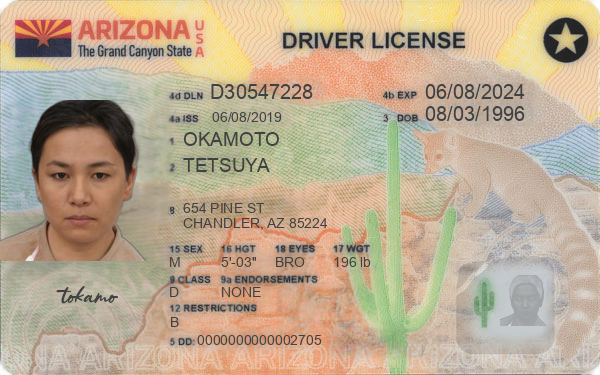 ARIZONA USA
The Grand Canyon State
DRIVER LICENSE
4d DLN D30547228
4b EXP 06/08/2024
4a ISS 06/08/2019
3 DOB 08/03/1996
1 OKAMOTO
2 TETSUYA
8 654 PINE ST
CHANDLER, AZ 85224
15 SEX 16 HGT 18 EYES 17 WGT
M 5'-03" BRO 196 lb
9 CLASS 9a ENDORSEMENTS
D NONE
12 RESTRICTIONS
B
5 DD: 0000000000002705
tokamo
ARIZONA ARIZONA ARIZONA ARIZONA